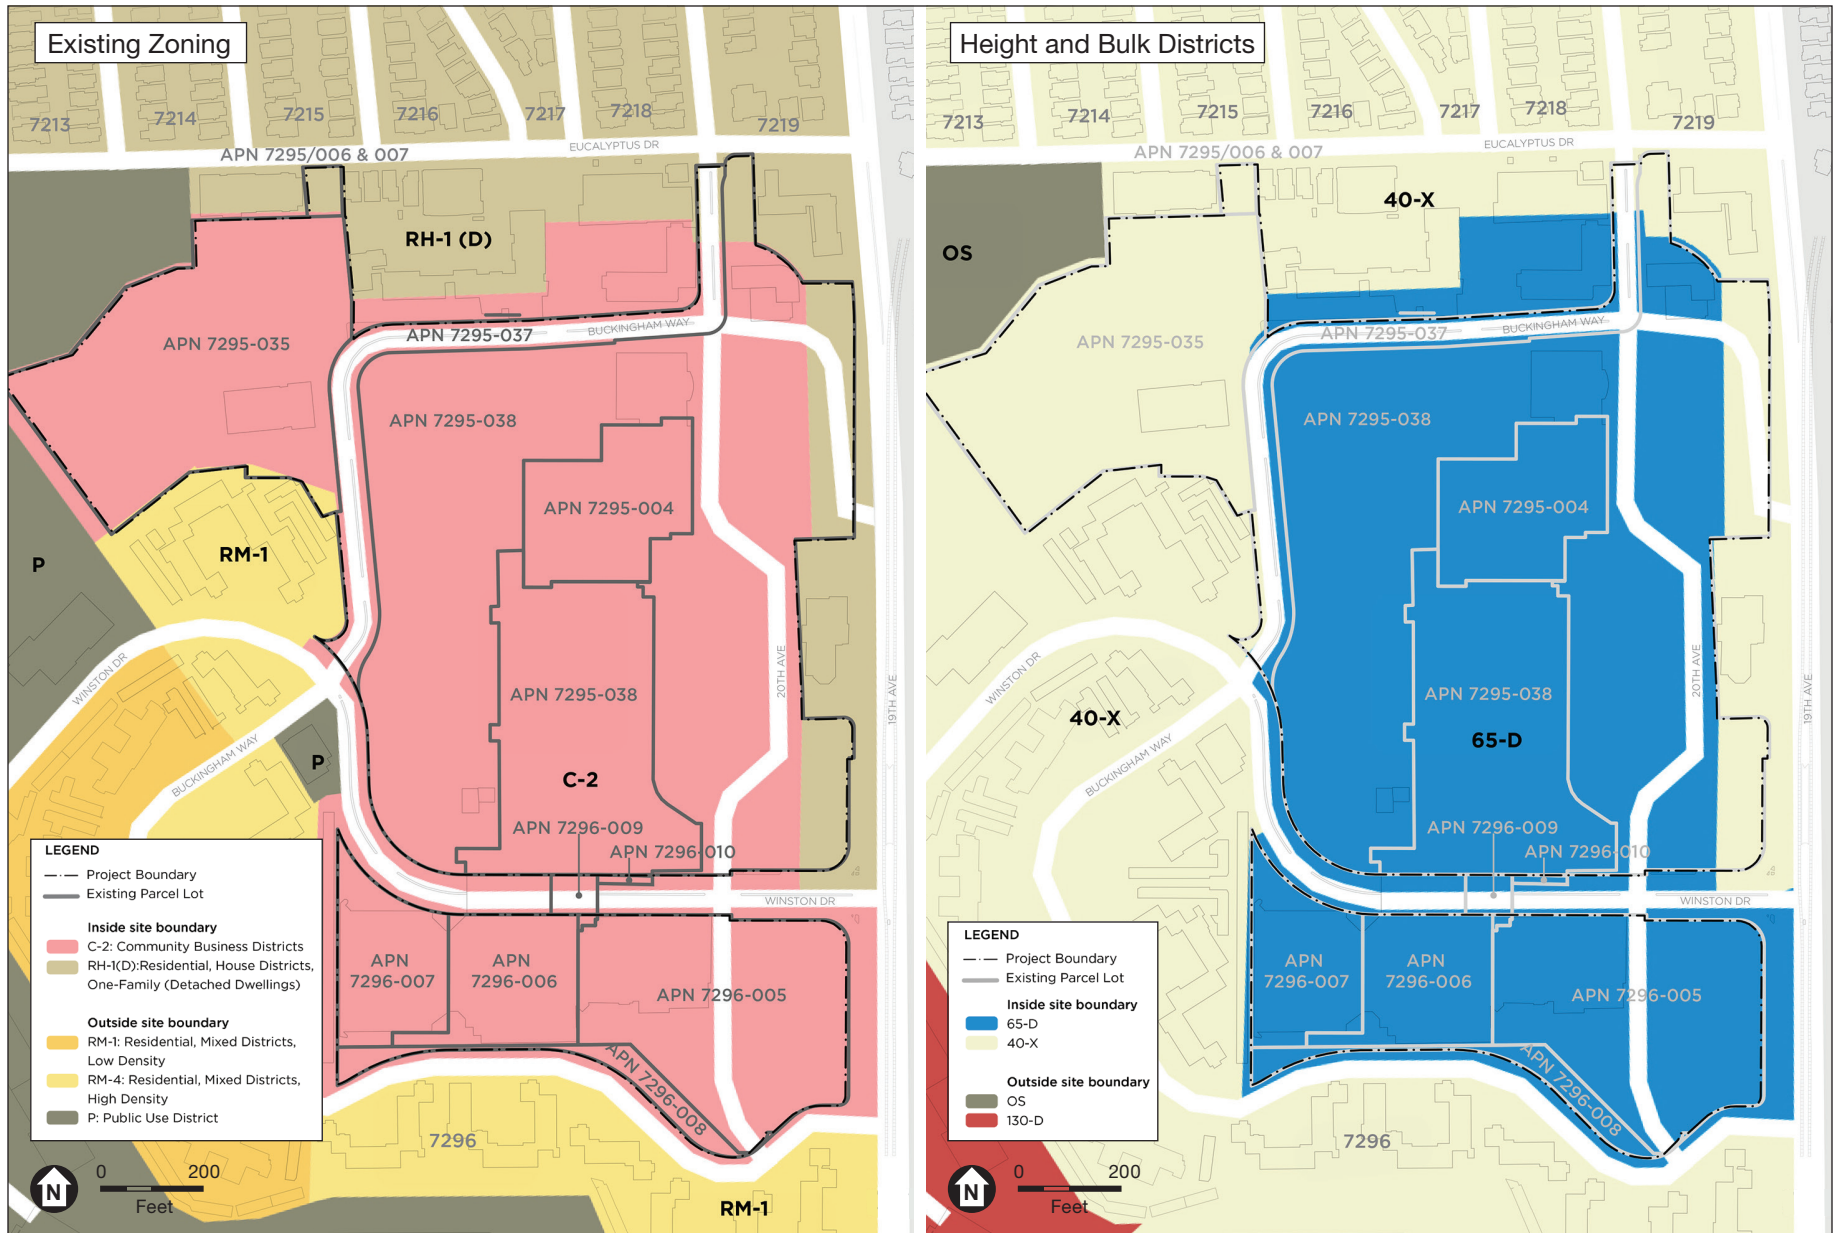 Existing Zoning
7213
7214
7215
7216
7217
7218
7219
EUCALYPTUS DR
APN 7295/006 & 007
RH-1 (D)
APN 7295-035
APN 7295-037
BUCKINGHAM WAY
APN 7295-038
APN 7295-004
P
RM-1
WINSTON DR
20TH AVE
19TH AVE
APN 7295-038
BUCKINGHAM WAY
P
C-2
APN 7296-009
APN 7296-010
WINSTON DR
APN
7296-007
APN
7296-006
APN 7296-005
APN 7296-008
7296
RM-1
LEGEND
Project Boundary
Existing Parcel Lot
Inside site boundary
C-2: Community Business Districts
RH-1(D):Residential, House Districts,
One-Family (Detached Dwellings)
Outside site boundary
RM-1: Residential, Mixed Districts,
Low Density
RM-4: Residential, Mixed Districts,
High Density
P: Public Use District
N
0 200
Feet
Height and Bulk Districts
7213
7214
7215
7216
7217
7218
7219
EUCALYPTUS DR
APN 7295/006 & 007
40-X
OS
APN 7295-035
APN 7295-037
BUCKINGHAM WAY
APN 7295-038
APN 7295-004
WINSTON DR
20TH AVE
19TH AVE
APN 7295-038
40-X
65-D
BUCKINGHAM WAY
APN 7296-009
APN 7296-010
WINSTON DR
APN
7296-007
APN
7296-006
APN 7296-005
APN 7296-008
7296
LEGEND
Project Boundary
Existing Parcel Lot
Inside site boundary
65-D
40-X
Outside site boundary
OS
130-D
N
0 200
Feet